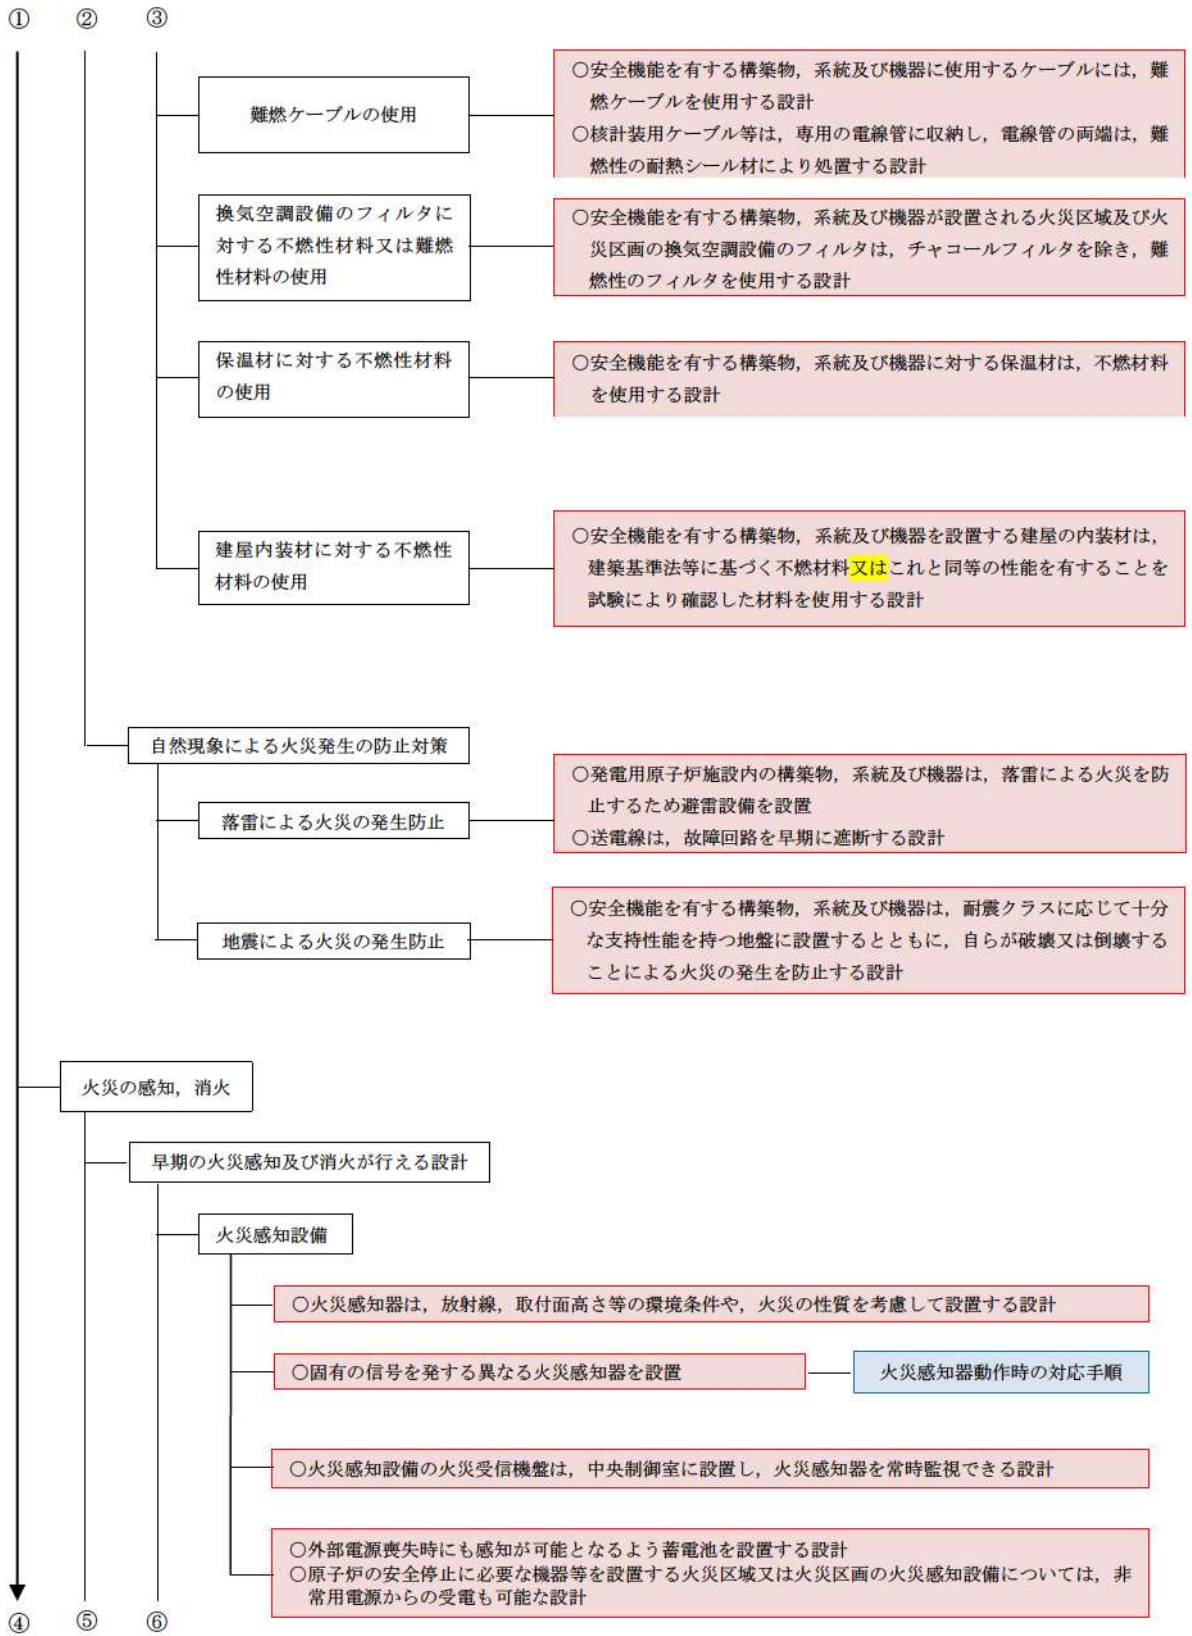 ① ② ③
難燃ケーブルの使用
○安全機能を有する構築物,系統及び機器に使用するケーブルには,難
燃ケーブルを使用する設計
○核計装用ケーブル等は,専用の電線管に収納し,電線管の両端は,難
燃性の耐熱シール材により処置する設計
換気空調設備のフィルタに
対する不燃性材料又は難燃
性材料の使用
○安全機能を有する構築物,系統及び機器が設置される火災区域及び火
災区画の換気空調設備のフィルタは,チャコールフィルタを除き,難
燃性のフィルタを使用する設計
保温材に対する不燃性材料
の使用
○安全機能を有する構築物,系統及び機器に対する保温材は,不燃材料
を使用する設計
建屋内装材に対する不燃性
材料の使用
○安全機能を有する構築物,系統及び機器を設置する建屋の内装材は,
建築基準法等に基づく不燃材料又はこれと同等の性能を有することを
試験により確認した材料を使用する設計
自然現象による火災発生の防止対策
落雷による火災の発生防止
○発電用原子炉施設内の構築物,系統及び機器は,落雷による火災を防
止するため避雷設備を設置
○送電線は,故障回路を早期に遮断する設計
地震による火災の発生防止
○安全機能を有する構築物,系統及び機器は,耐震クラスに応じて十分
な支持性能を持つ地盤に設置するとともに,自らが破壊又は倒壊する
ことによる火災の発生を防止する設計
火災の感知,消火
早期の火災感知及び消火が行える設計
火災感知設備
○火災感知器は,放射線,取付面高さ等の環境条件や,火災の性質を考慮して設置する設計
○固有の信号を発する異なる火災感知器を設置
火災感知器動作時の対応手順
○火災感知設備の火災受信機盤は,中央制御室に設置し,火災感知器を常時監視できる設計
○外部電源喪失時にも感知が可能となるよう蓄電池を設置する設計
○原子炉の安全停止に必要な機器等を設置する火災区域又は火災区画の火災感知設備については,非
常用電源からの受電も可能な設計
④ ⑤ ⑥